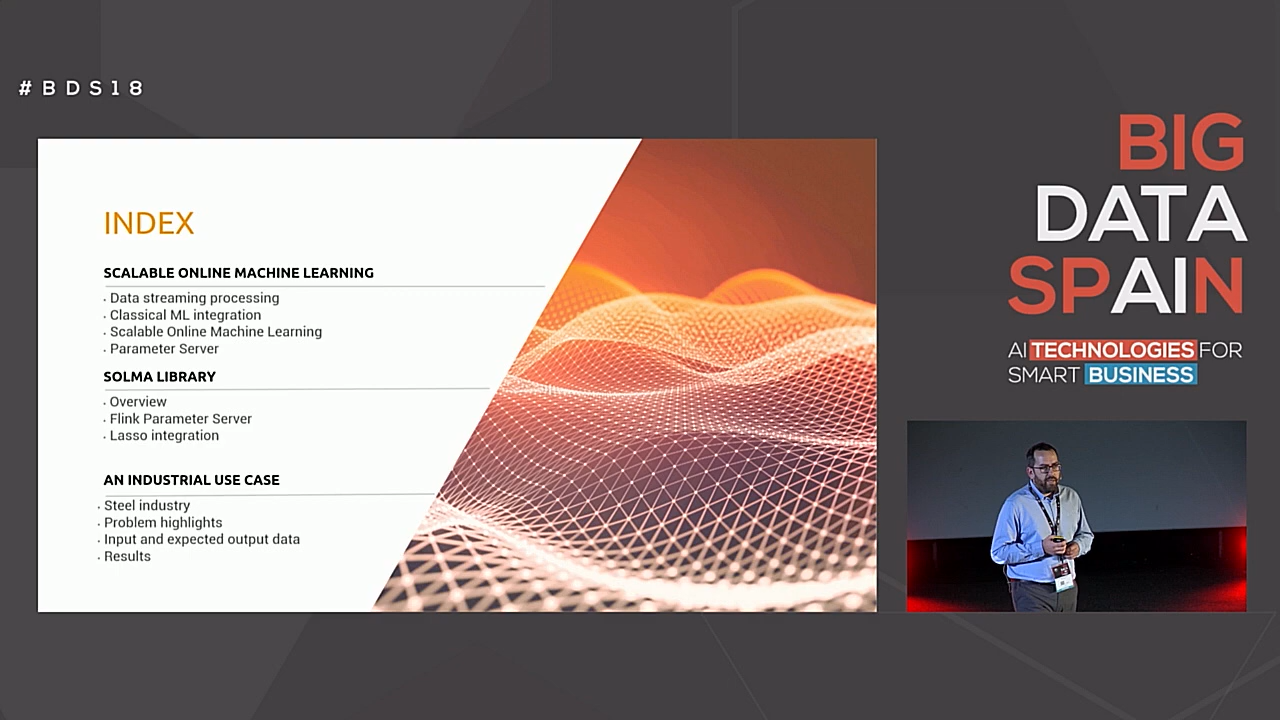 #BDS18
INDEX
SCALABLE ONLINE MACHINE LEARNING
· Data streaming processing
· Classical ML integration
· Scalable Online Machine Learning
· Parameter Server
SOLMA LIBRARY
· Overview
· Flink Parameter Server
· Lasso integration
AN INDUSTRIAL USE CASE
· Steel industry
· Problem highlights
· Input and expected output data
· Results
BIG
DATA
SPAIN
AI TECHNOLOGIES FOR
SMART BUSINESS